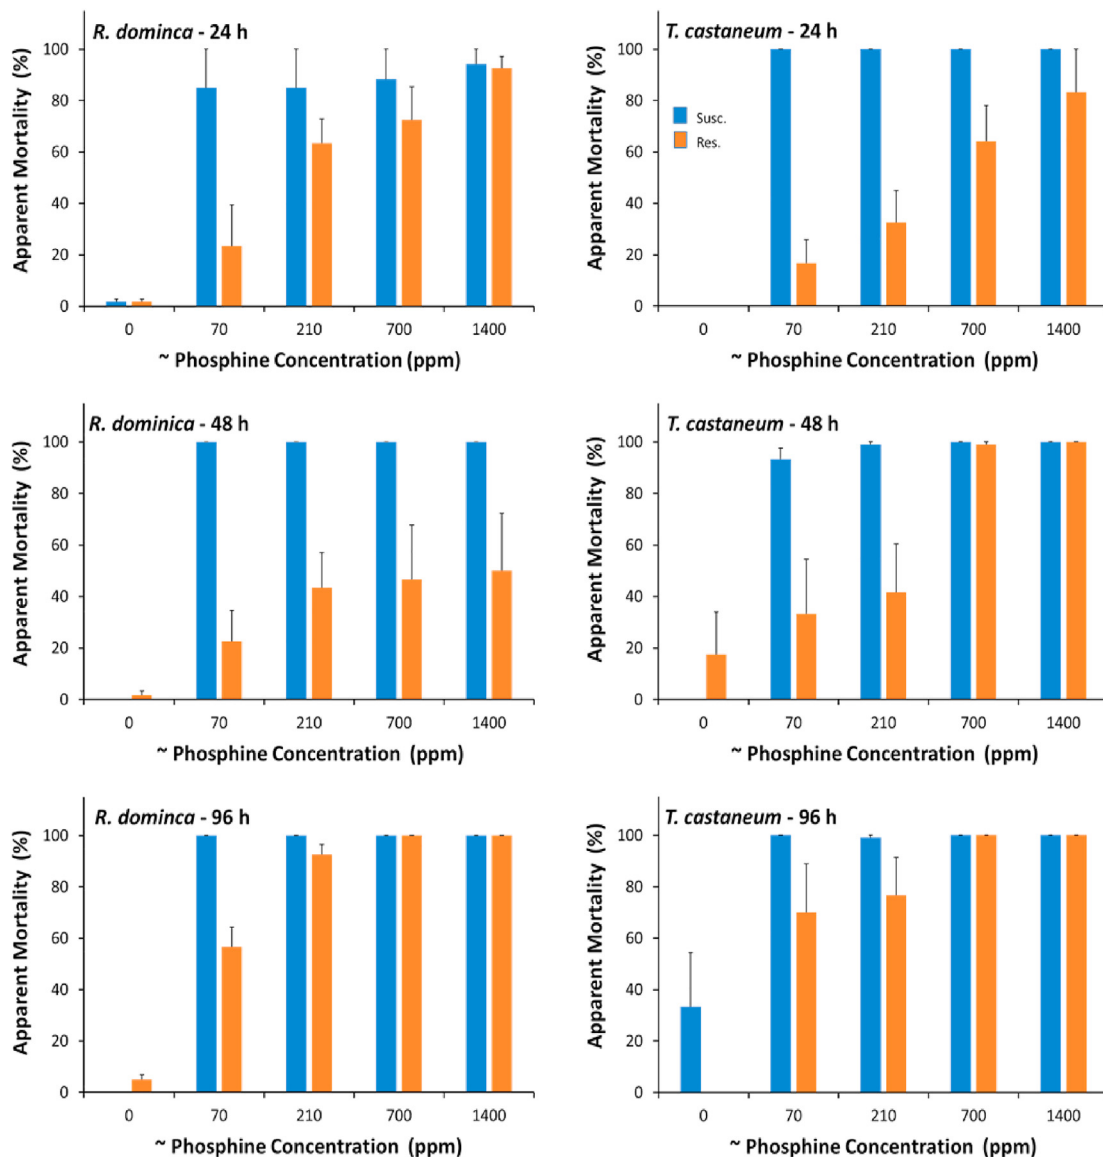 R. dominca - 24 h
Apparent Mortality (%)
100
80
60
40
20
0
0 70 210 700 1400
~ Phosphine Concentration (ppm)
T. castaneum - 24 h
Apparent Mortality (%)
100
80
60
40
20
0
Susc.
Res.
0 70 210 700 1400
~ Phosphine Concentration (ppm)
R. dominica - 48 h
Apparent Mortality (%)
100
80
60
40
20
0
0 70 210 700 1400
~ Phosphine Concentration (ppm)
T. castaneum - 48 h
Apparent Mortality (%)
100
80
60
40
20
0
0 70 210 700 1400
~ Phosphine Concentration (ppm)
R. dominca - 96 h
Apparent Mortality (%)
100
80
60
40
20
0
0 70 210 700 1400
~ Phosphine Concentration (ppm)
T. castaneum - 96 h
Apparent Mortality (%)
100
80
60
40
20
0
0 70 210 700 1400
~ Phosphine Concentration (ppm)